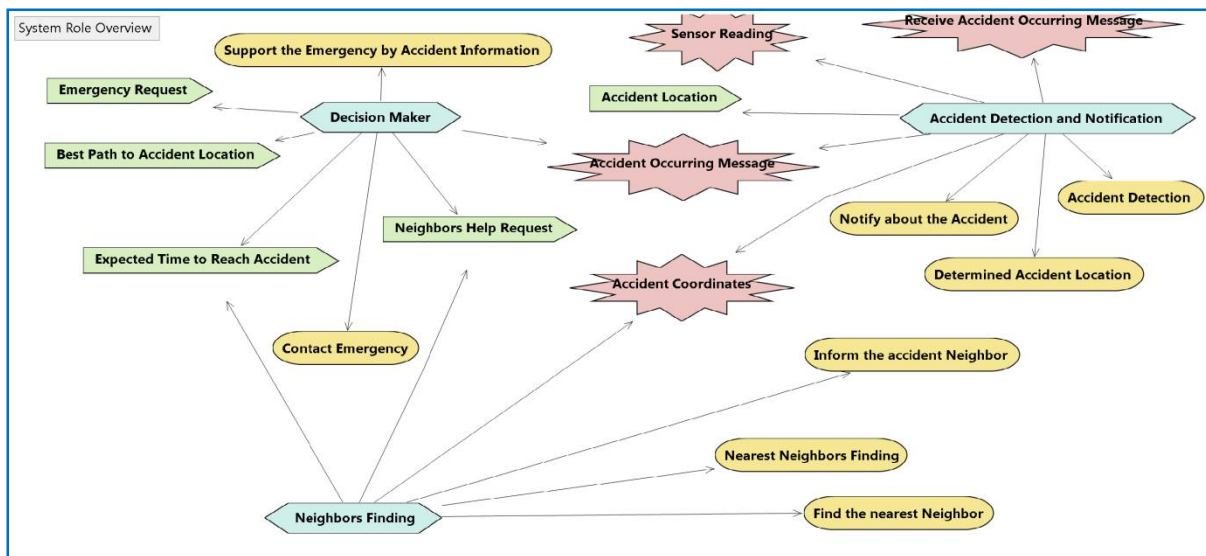 System Role Overview
Receive Accident Occurring Message
Sensor Reading
Support the Emergency by Accident Information
Emergency Request
Accident Location
Decision Maker
Accident Detection and Notification
Best Path to Accident Location
Accident Occurring Message
Accident Detection
Notify about the Accident
Neighbors Help Request
Expected Time to Reach Accident
Determined Accident Location
Accident Coordinates
Contact Emergency
Inform the accident Neighbor
Nearest Neighbors Finding
Find the nearest Neighbor
Neighbors Finding